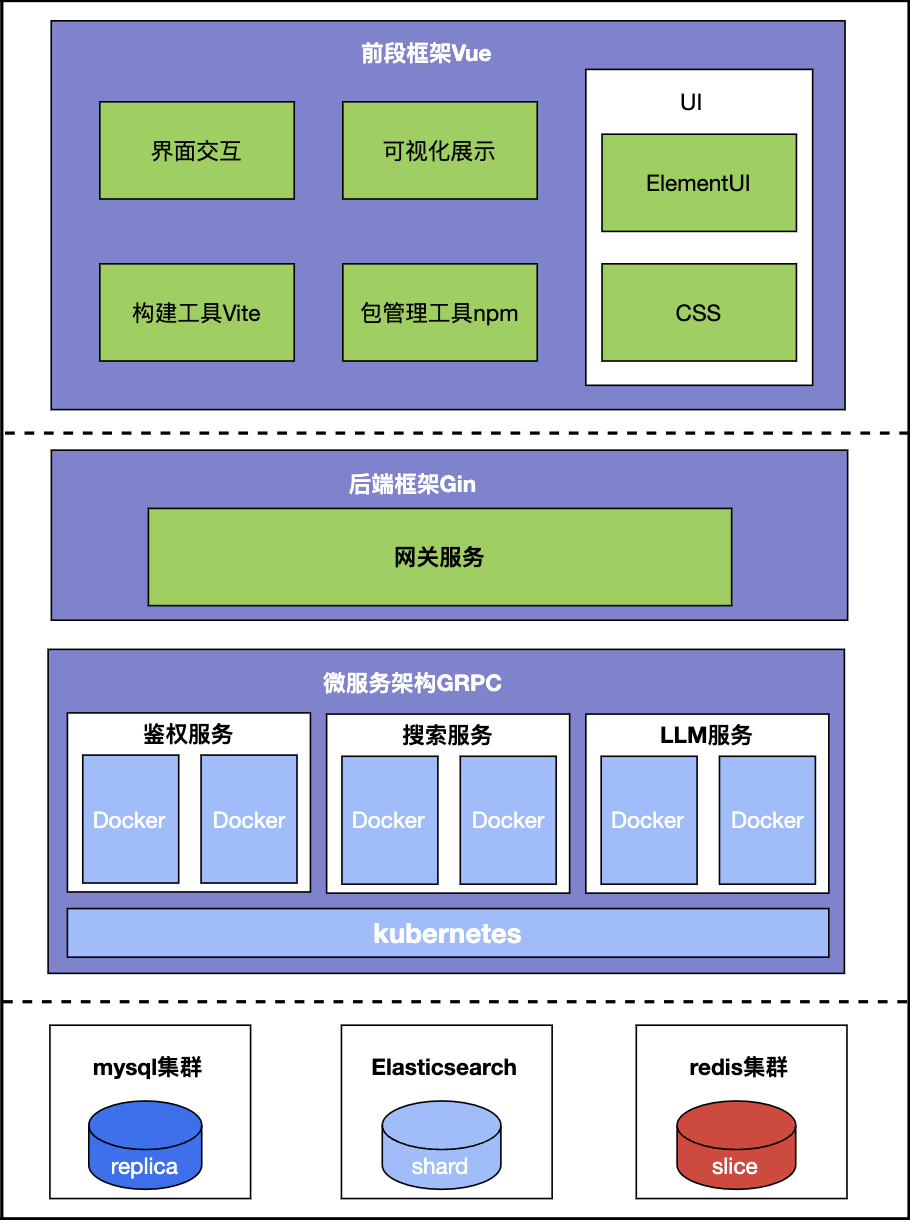 前段框架Vue
界面交互
可视化展示
UI
ElementUI
构建工具Vite
包管理工具npm
CSS
后端框架Gin
网关服务
微服务架构GRPC
鉴权服务
搜索服务
LLM服务
Docker
Docker
Docker
Docker
Docker
Docker
kubernetes
mysql集群
Elasticsearch
redis集群
replica
shard
slice